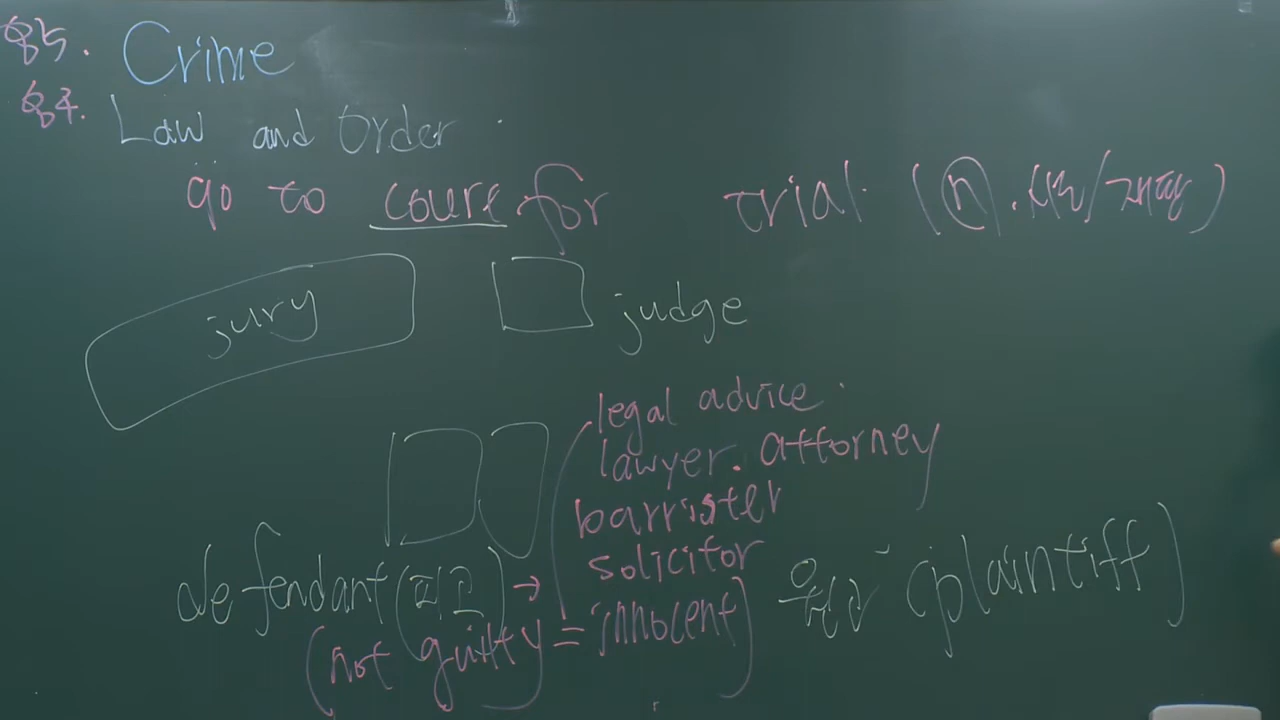 85. Crime
84. Law and Order
go to court for trial (n). 시도/재판)
jury
judge
legal advice
lawyer. attorney
barrister
solicitor
defendant (피고) → 원고 (plaintiff)
(not guilty = innocent)